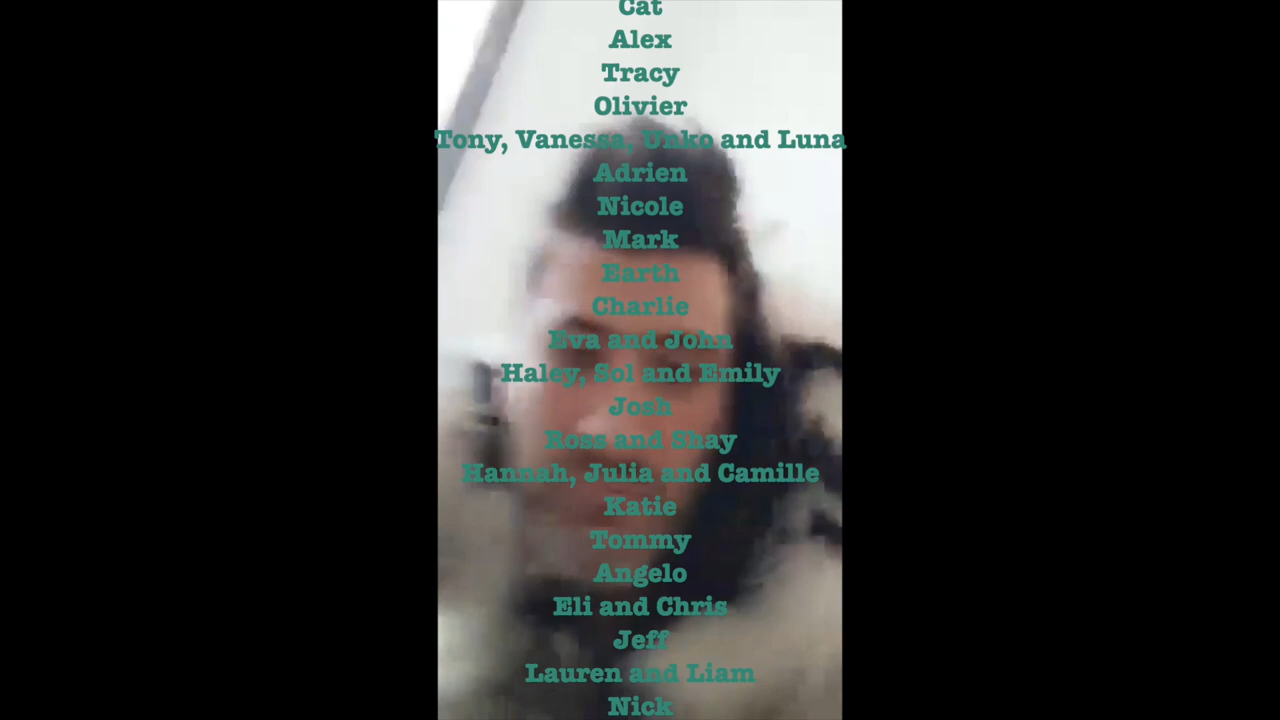 Cat
Alex
Tracy
Olivier
Tony, Vanessa, Unko and Luna
Adrien
Nicole
Mark
Earth
Charlie
Eva and John
Haley, Sol and Emily
Josh
Ross and Shay
Hannah, Julia and Camille
Katie
Tommy
Angelo
Eli and Chris
Jeff
Lauren and Liam
Nick